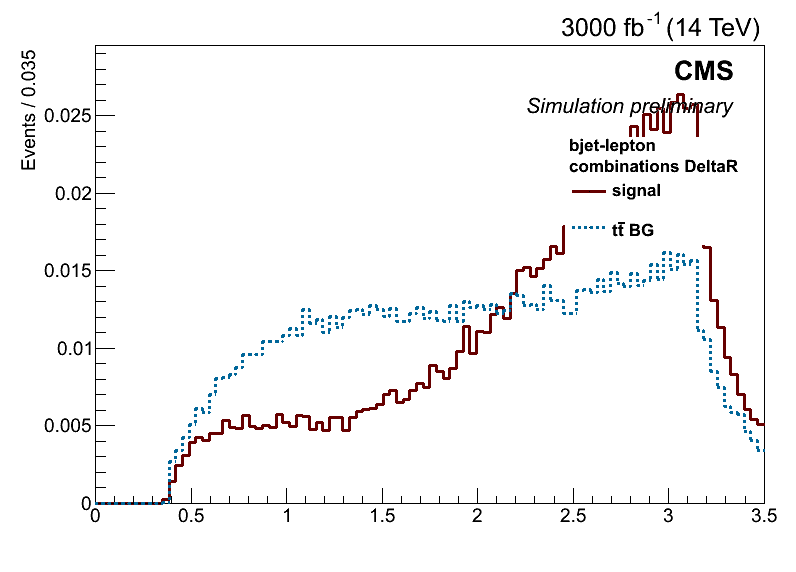 3000 fb⁻¹ (14 TeV)
CMS
Simulation preliminary
Events / 0.035
bjet-lepton
combinations DeltaR
signal
tt̄ BG
0.025
0.02
0.015
0.01
0.005
0
0 0.5 1 1.5 2 2.5 3 3.5